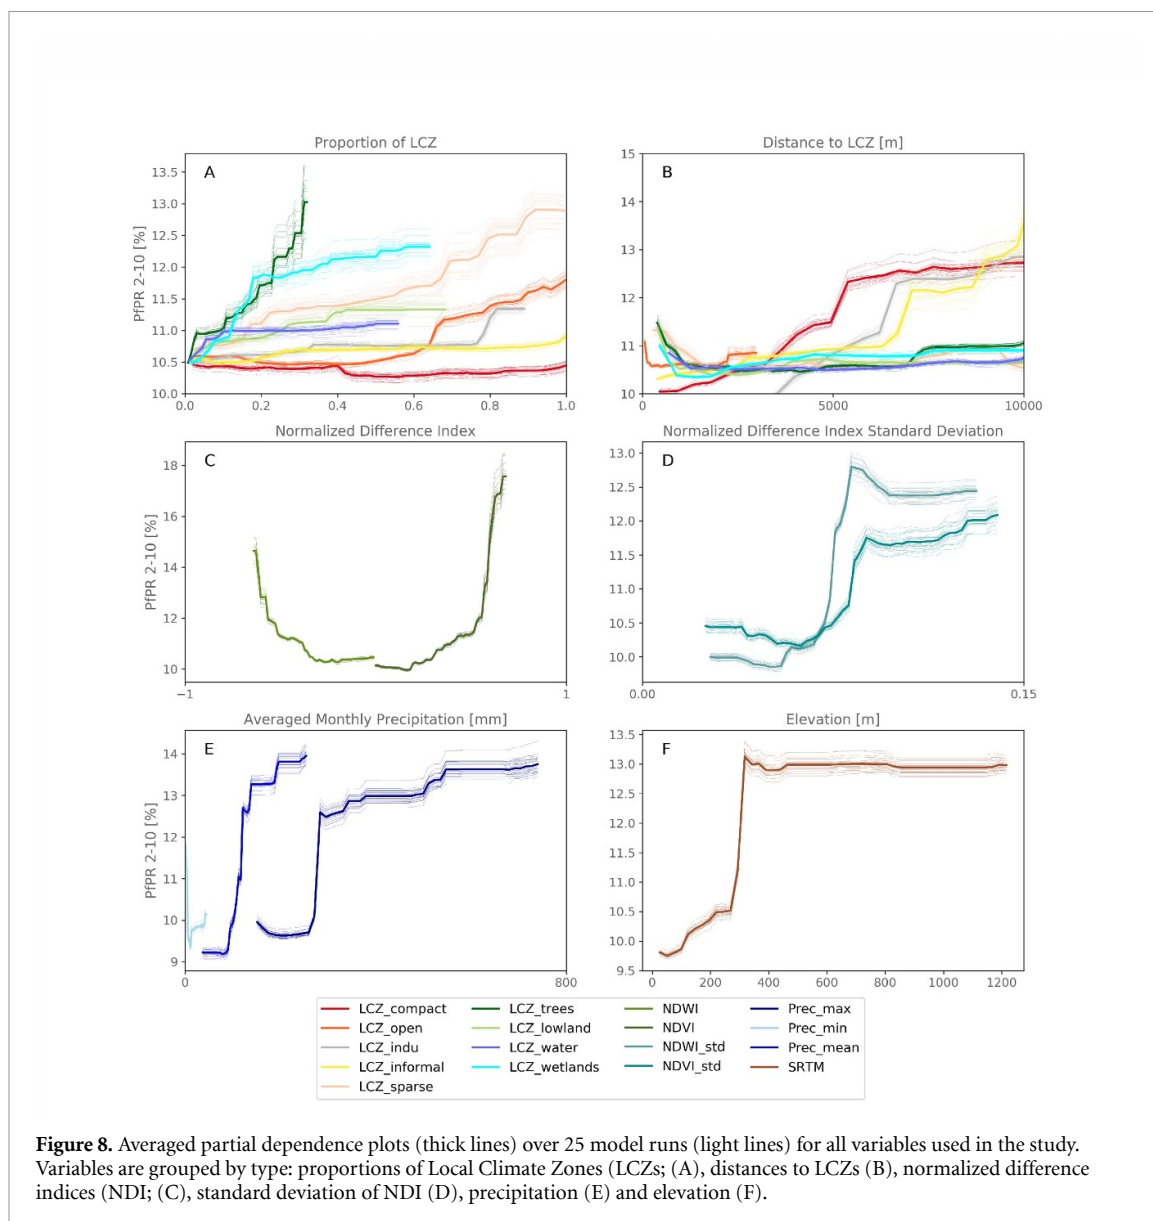 Proportion of LCZ
A
PfPR 2-10 [%]
13.5
13.0
12.5
12.0
11.5
11.0
10.5
10.0
0.0 0.2 0.4 0.6 0.8 1.0
Distance to LCZ [m]
B
15
14
13
12
11
10
0 5000 10000
Normalized Difference Index
C
PfPR 2-10 [%]
18
16
14
12
10
−1 1
Normalized Difference Index Standard Deviation
D
13.0
12.5
12.0
11.5
11.0
10.5
10.0
0.00 0.15
Averaged Monthly Precipitation [mm]
E
PfPR 2-10 [%]
14
13
12
11
10
9
0 800
Elevation [m]
F
13.5
13.0
12.5
12.0
11.5
11.0
10.5
10.0
9.5
0 200 400 600 800 1000 1200
LCZ_compact LCZ_trees NDWI Prec_max
LCZ_open LCZ_lowland NDVI Prec_min
LCZ_indu LCZ_water NDWI_std Prec_mean
LCZ_informal LCZ_wetlands NDVI_std SRTM
LCZ_sparse
Figure 8. Averaged partial dependence plots (thick lines) over 25 model runs (light lines) for all variables used in the study.
Variables are grouped by type: proportions of Local Climate Zones (LCZs; (A), distances to LCZs (B), normalized difference
indices (NDI; (C), standard deviation of NDI (D), precipitation (E) and elevation (F).